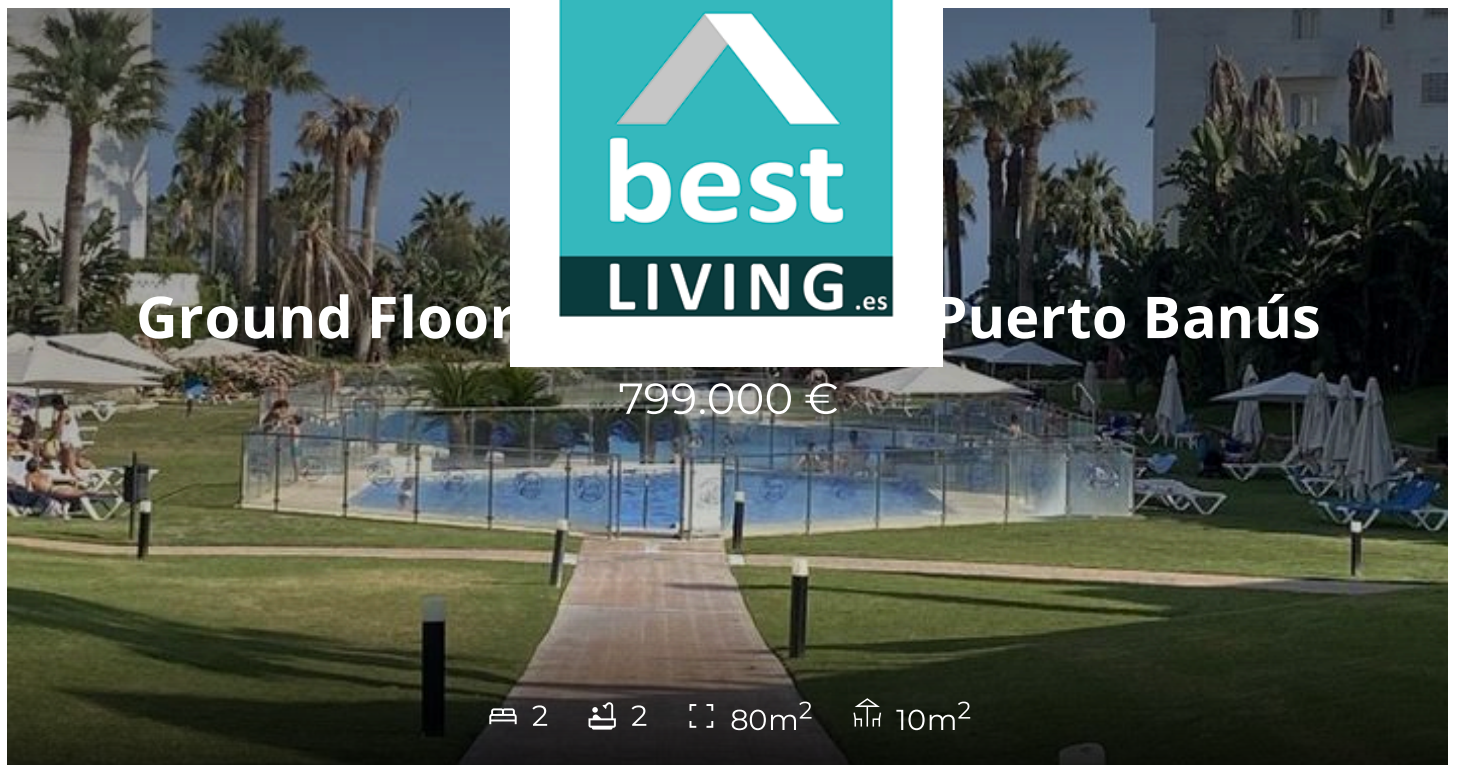 best
LIVING.es
Ground Floor Puerto Banús
799.000 €
2 2 80m² 10m²